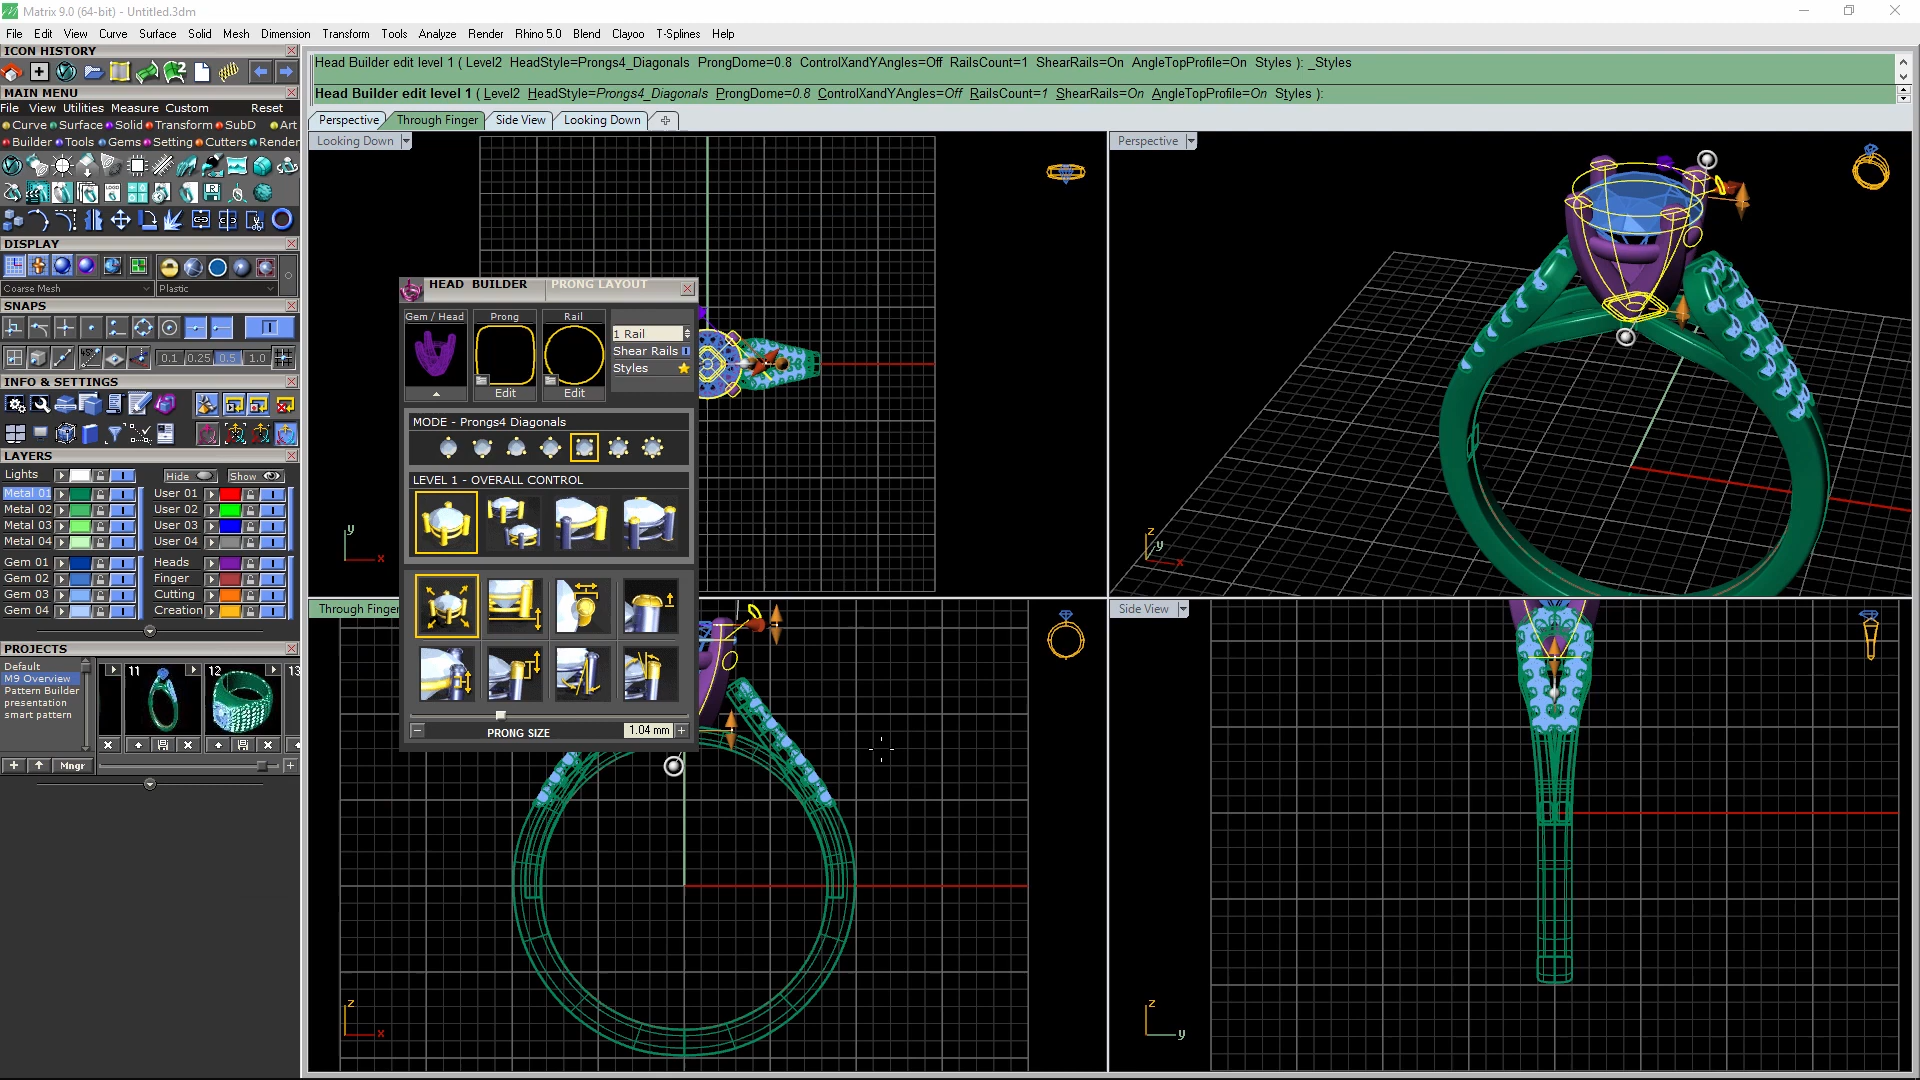 Matrix 9.0 (64-bit) - Untitled.3dm
File Edit View Curve Surface Solid Mesh Dimension Transform Tools Analyze Render Rhino 5.0 Blend Clayoo T-Splines Help
ICON HISTORY
MAIN MENU
File View Utilities Measure Custom Reset
Curve Surface Solid Transform SubD Art
Builder Tools Gems Setting Cutters Render
LOGO
R
DISPLAY
Coarse Mesh Plastic
SNAPS
0.1 0.25 0.5 1.0
INFO & SETTINGS
LAYERS
Lights Hide Show
Metal 01 User 01
Metal 02 User 02
Metal 03 User 03
Metal 04 User 04
Gem 01 Heads
Gem 02 Finger
Gem 03 Cutting
Gem 04 Creation
PROJECTS
Default
M9 Overview
Pattern Builder
presentation
smart pattern
11 12 13
+ Mngr
Head Builder edit level 1 ( Level2 HeadStyle=Prongs4_Diagonals ProngDome=0.8 ControlXandYAngles=Off RailsCount=1 ShearRails=On AngleTopProfile=On Styles ): _Styles
Head Builder edit level 1 ( Level2 HeadStyle=Prongs4_Diagonals ProngDome=0.8 ControlXandYAngles=Off RailsCount=1 ShearRails=On AngleTopProfile=On Styles ):
Perspective Through Finger Side View Looking Down
Looking Down
y
x
Perspective
z
y
x
HEAD BUILDER PRONG LAYOUT
Gem / Head Prong Rail
1 Rail
Shear Rails
Styles
Edit Edit
MODE - Prongs4 Diagonals
LEVEL 1 - OVERALL CONTROL
− PRONG SIZE 1.04 mm +
Through Finger
z
x
Side View
z
y